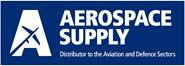 AEROSPACE
SUPPLY
Distributor to the Aviation and Defence Sectors